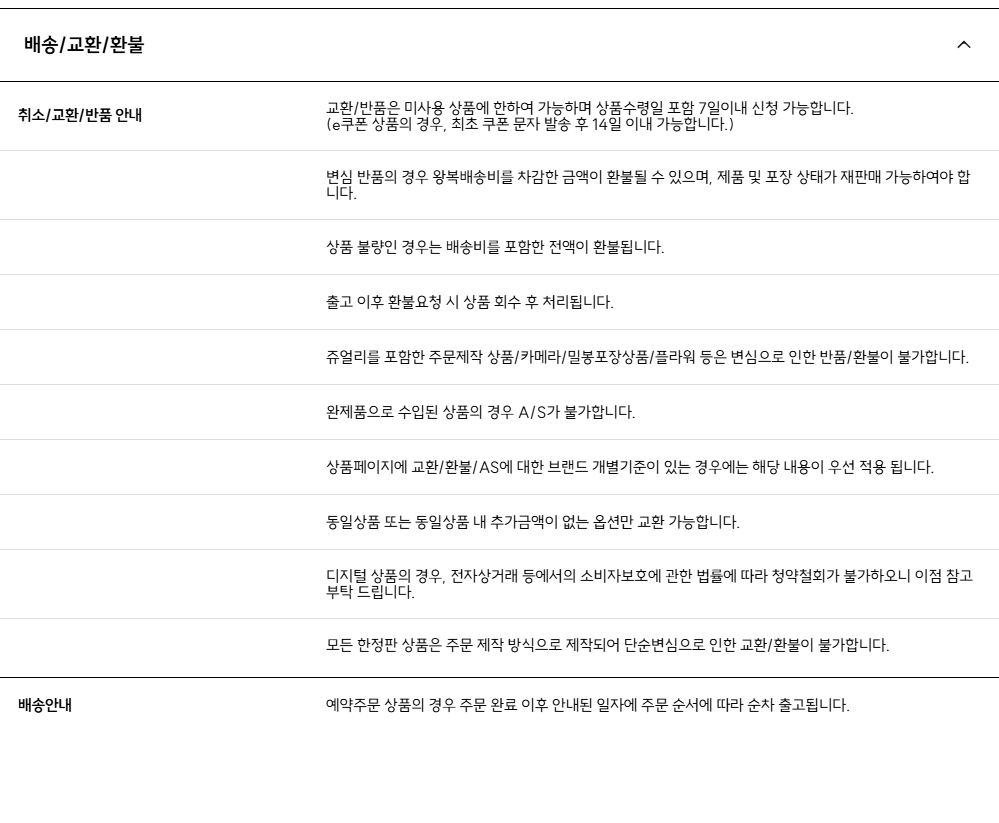 배송/교환/환불
취소/교환/반품 안내
교환/반품은 미사용 상품에 한하여 가능하며 상품수령일 포함 7일이내 신청 가능합니다.
(e쿠폰 상품의 경우, 최초 쿠폰 문자 발송 후 14일 이내 가능합니다.)
변심 반품의 경우 왕복배송비를 차감한 금액이 환불될 수 있으며, 제품 및 포장 상태가 재판매 가능하여야 합
니다.
상품 불량인 경우는 배송비를 포함한 전액이 환불됩니다.
출고 이후 환불요청 시 상품 회수 후 처리됩니다.
쥬얼리를 포함한 주문제작 상품/카메라/밀봉포장상품/플라워 등은 변심으로 인한 반품/환불이 불가합니다.
완제품으로 수입된 상품의 경우 A/S가 불가합니다.
상품페이지에 교환/환불/AS에 대한 브랜드 개별기준이 있는 경우에는 해당 내용이 우선 적용 됩니다.
동일상품 또는 동일상품 내 추가금액이 없는 옵션만 교환 가능합니다.
디지털 상품의 경우, 전자상거래 등에서의 소비자보호에 관한 법률에 따라 청약철회가 불가하오니 이점 참고
부탁 드립니다.
모든 한정판 상품은 주문 제작 방식으로 제작되어 단순변심으로 인한 교환/환불이 불가합니다.
배송안내
예약주문 상품의 경우 주문 완료 이후 안내된 일자에 주문 순서에 따라 순차 출고됩니다.